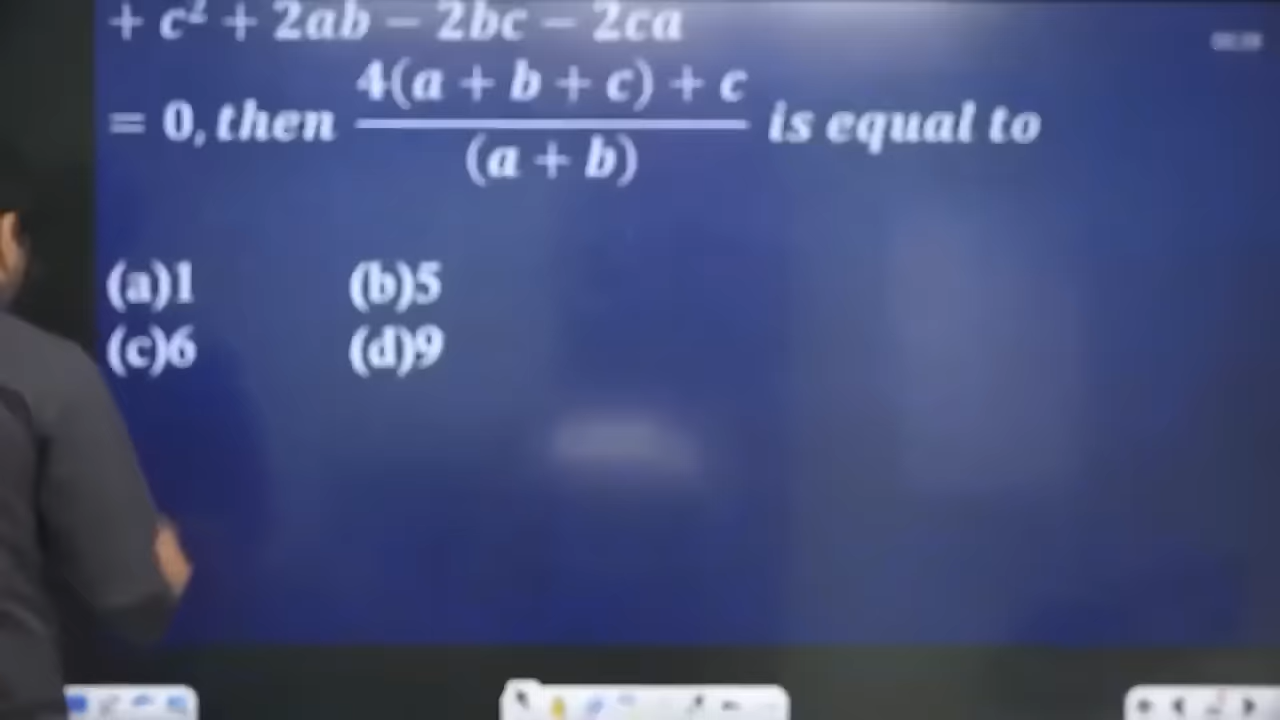 + c² + 2ab − 2bc − 2ca
= 0, then (4(a + b + c) + c)/(a + b) is equal to
(a)1 (b)5
(c)6 (d)9